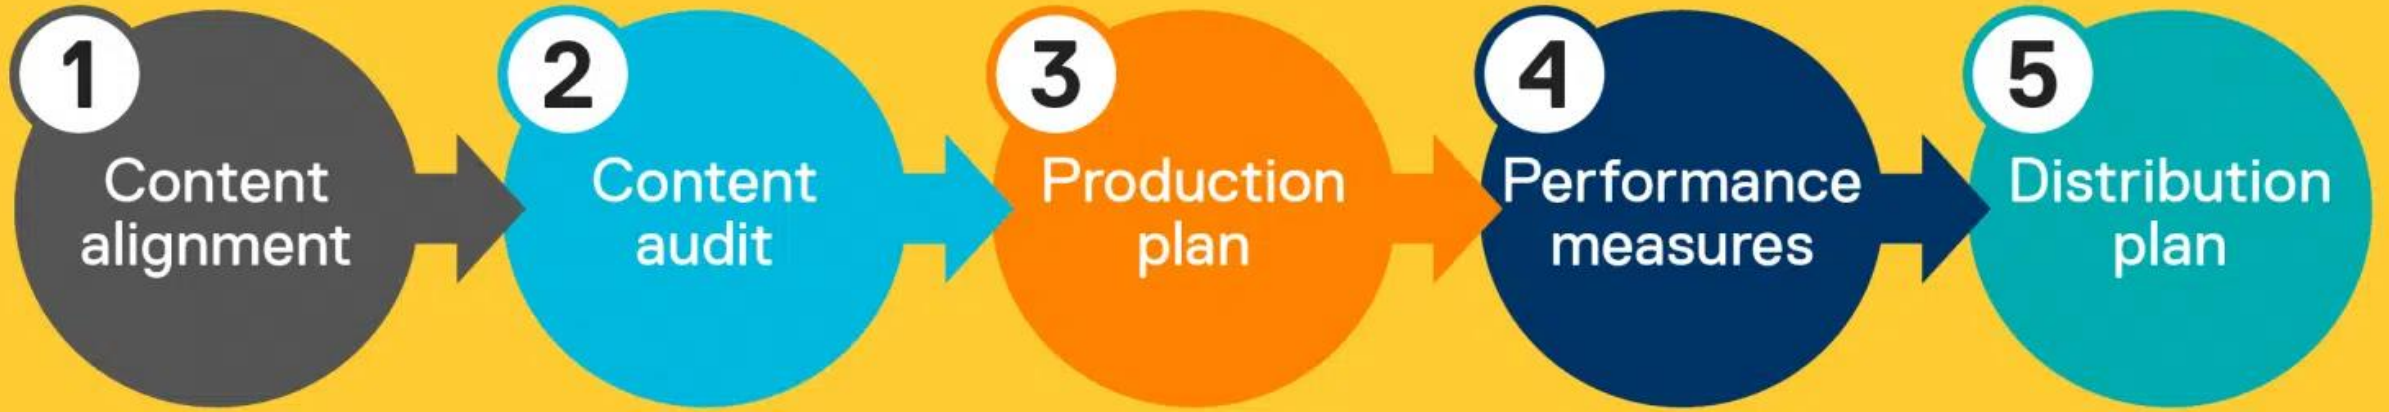 1
Content
alignment
2
Content
audit
3
Production
plan
4
Performance
measures
5
Distribution
plan